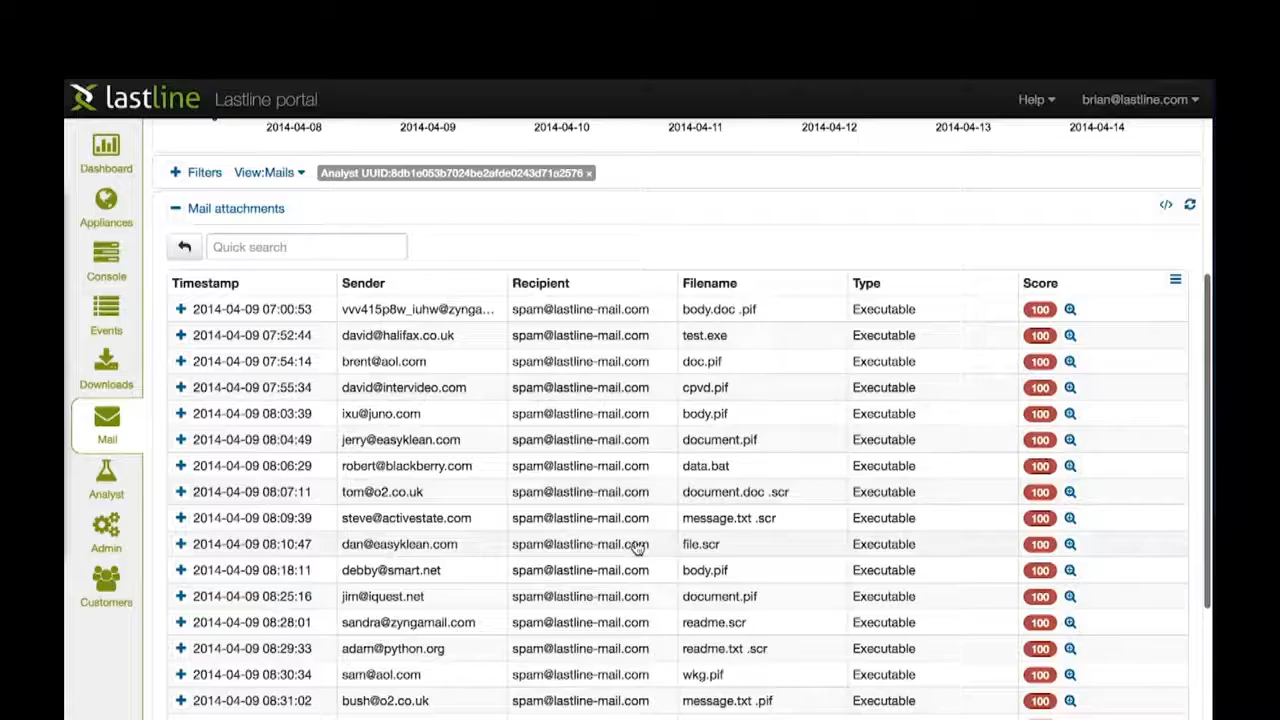 lastline Lastline portal Help brian@lastline.com
2014-04-08 2014-04-09 2014-04-10 2014-04-11 2014-04-12 2014-04-13 2014-04-14
Dashboard
Appliances
Console
Events
Downloads
Mail
Analyst
Admin
Customers
+ Filters View:Mails Analyst UUID:8db1e053b7024be2afde0243d71a2576 ×
− Mail attachments </>
Quick search
Timestamp Sender Recipient Filename Type Score
+ 2014-04-09 07:00:53 vvv415p8w_iuhw@zynga... spam@lastline-mail.com body.doc .pif Executable 100
+ 2014-04-09 07:52:44 david@halifax.co.uk spam@lastline-mail.com test.exe Executable 100
+ 2014-04-09 07:54:14 brent@aol.com spam@lastline-mail.com doc.pif Executable 100
+ 2014-04-09 07:55:34 david@intervideo.com spam@lastline-mail.com cpvd.pif Executable 100
+ 2014-04-09 08:03:39 ixu@juno.com spam@lastline-mail.com body.pif Executable 100
+ 2014-04-09 08:04:49 jerry@easyklean.com spam@lastline-mail.com document.pif Executable 100
+ 2014-04-09 08:06:29 robert@blackberry.com spam@lastline-mail.com data.bat Executable 100
+ 2014-04-09 08:07:11 tom@o2.co.uk spam@lastline-mail.com document.doc .scr Executable 100
+ 2014-04-09 08:09:39 steve@activestate.com spam@lastline-mail.com message.txt .scr Executable 100
+ 2014-04-09 08:10:47 dan@easyklean.com spam@lastline-mail.com file.scr Executable 100
+ 2014-04-09 08:18:11 debby@smart.net spam@lastline-mail.com body.pif Executable 100
+ 2014-04-09 08:25:16 jim@iquest.net spam@lastline-mail.com document.pif Executable 100
+ 2014-04-09 08:28:01 sandra@zyngamail.com spam@lastline-mail.com readme.scr Executable 100
+ 2014-04-09 08:29:33 adam@python.org spam@lastline-mail.com readme.txt .scr Executable 100
+ 2014-04-09 08:30:34 sam@aol.com spam@lastline-mail.com wkg.pif Executable 100
+ 2014-04-09 08:31:02 bush@o2.co.uk spam@lastline-mail.com message.txt .pif Executable 100